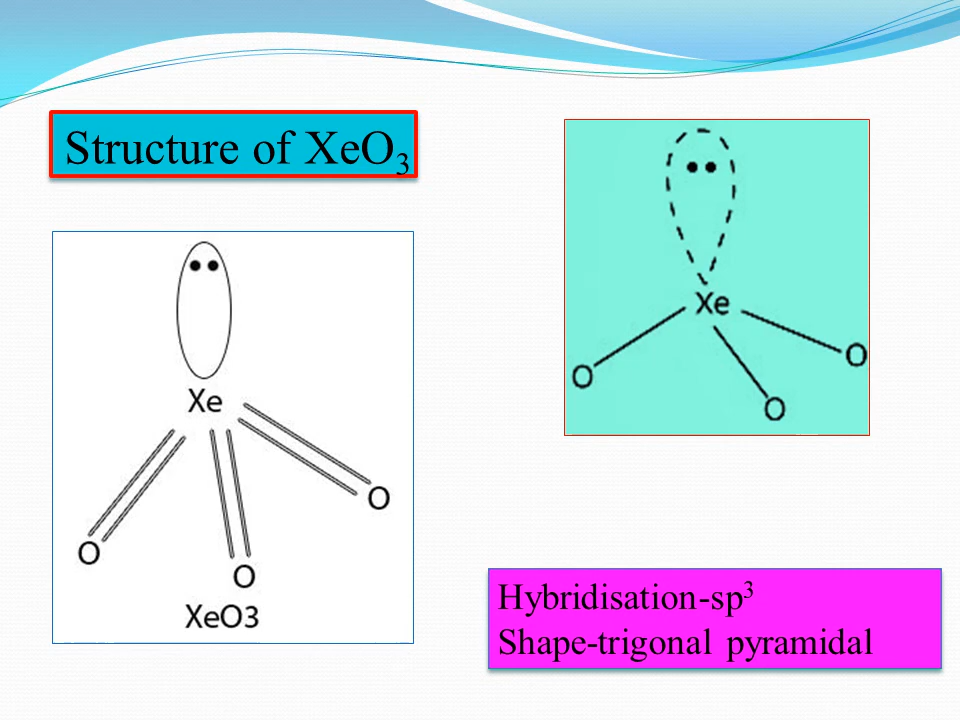 Structure of XeO₃
Xe
O
O
O
XeO3
Xe
O
O
O
Hybridisation-sp³
Shape-trigonal pyramidal